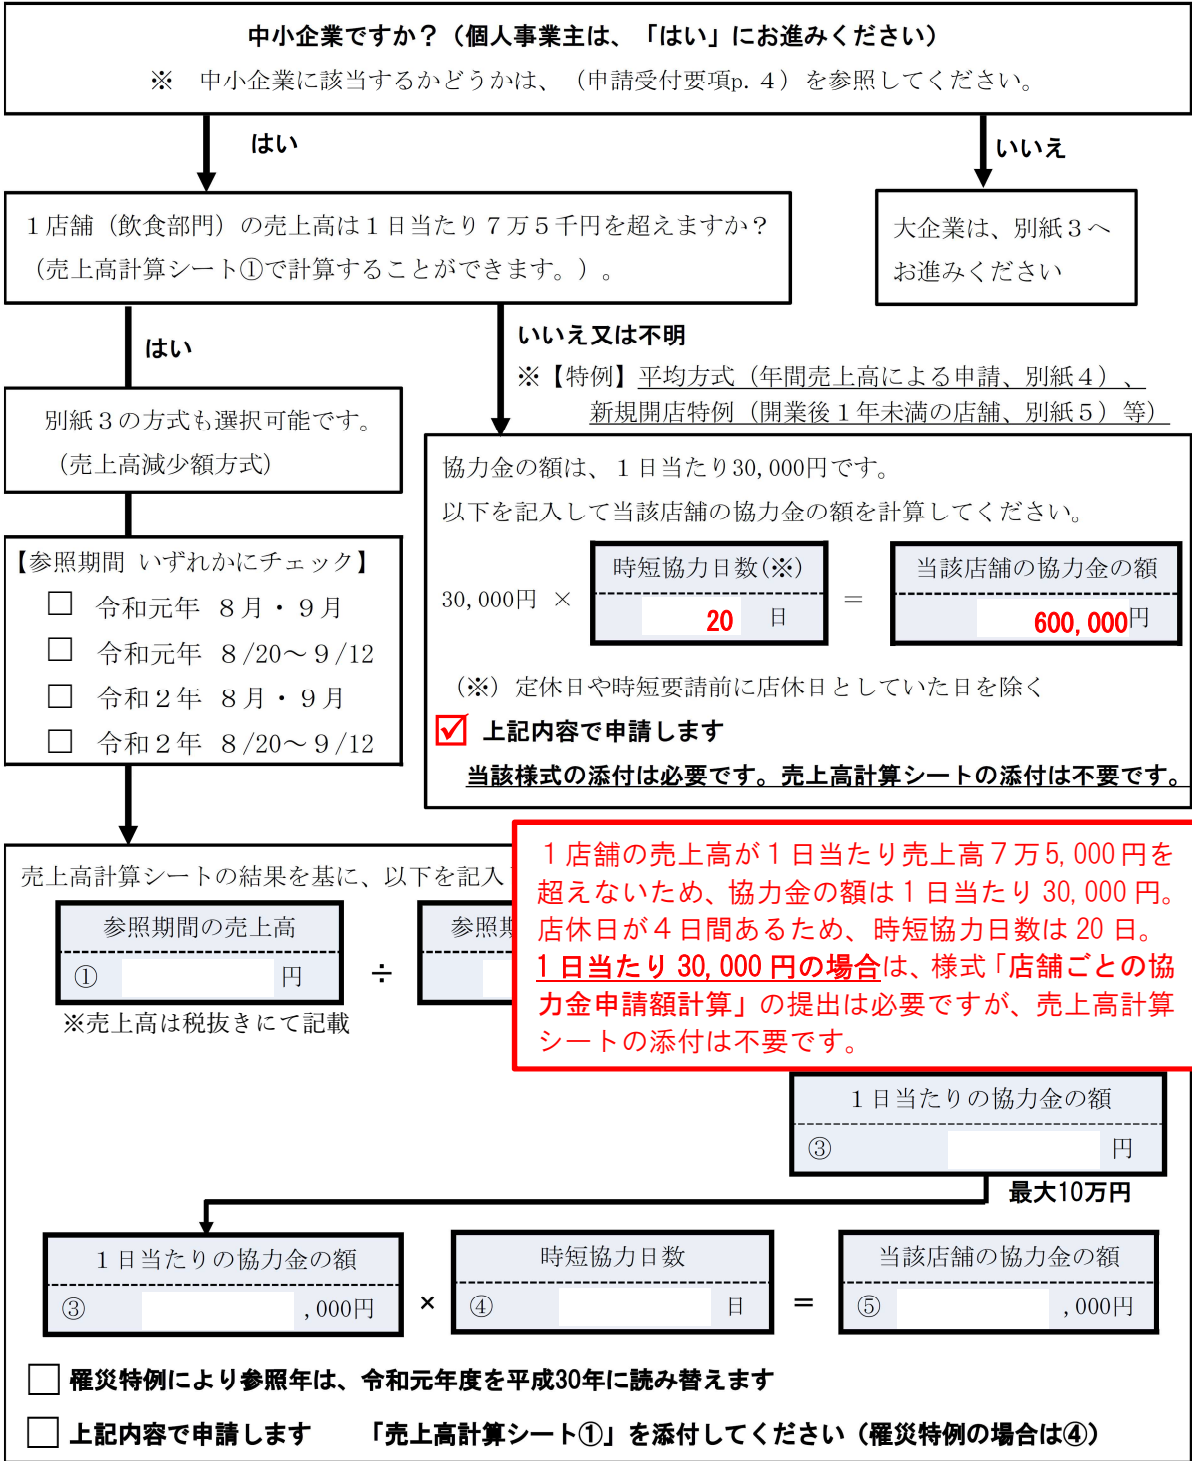 中小企業ですか？（個人事業主は、「はい」にお進みください）
※　中小企業に該当するかどうかは、（申請受付要項p. 4）を参照してください。
はい
いいえ
１店舗（飲食部門）の売上高は１日当たり７万５千円を超えますか？
（売上高計算シート①で計算することができます。）。
大企業は、別紙３へ
お進みください
はい
いいえ又は不明
※【特例】平均方式（年間売上高による申請、別紙４）、
新規開店特例（開業後１年未満の店舗、別紙５）等）
別紙３の方式も選択可能です。
（売上高減少額方式）
協力金の額は、１日当たり30,000円です。
以下を記入して当該店舗の協力金の額を計算してください。
時短協力日数(※)
当該店舗の協力金の額
30,000円 × 20 日 ＝ 600,000円
（※）定休日や時短要請前に店休日としていた日を除く
☑ 上記内容で申請します
当該様式の添付は必要です。売上高計算シートの添付は不要です。
【参照期間 いずれかにチェック】
□ 令和元年 ８月・９月
□ 令和元年 ８/20～９/12
□ 令和２年 ８月・９月
□ 令和２年 ８/20～９/12
売上高計算シートの結果を基に、以下を記入
参照期間の売上高
① 円
÷
参照期
※売上高は税抜きにて記載
１店舗の売上高が１日当たり売上高７万5,000円を
超えないため、協力金の額は１日当たり 30,000 円。
店休日が４日間あるため、時短協力日数は 20 日。
１日当たり 30,000 円の場合は、様式「店舗ごとの協
力金申請額計算」の提出は必要ですが、売上高計算
シートの添付は不要です。
１日当たりの協力金の額
③ 円
最大10万円
１日当たりの協力金の額
③ ,000円
×
時短協力日数
④ 日
＝
当該店舗の協力金の額
⑤ ,000円
□ 罹災特例により参照年は、令和元年度を平成30年に読み替えます
□ 上記内容で申請します　「売上高計算シート①」を添付してください（罹災特例の場合は④）